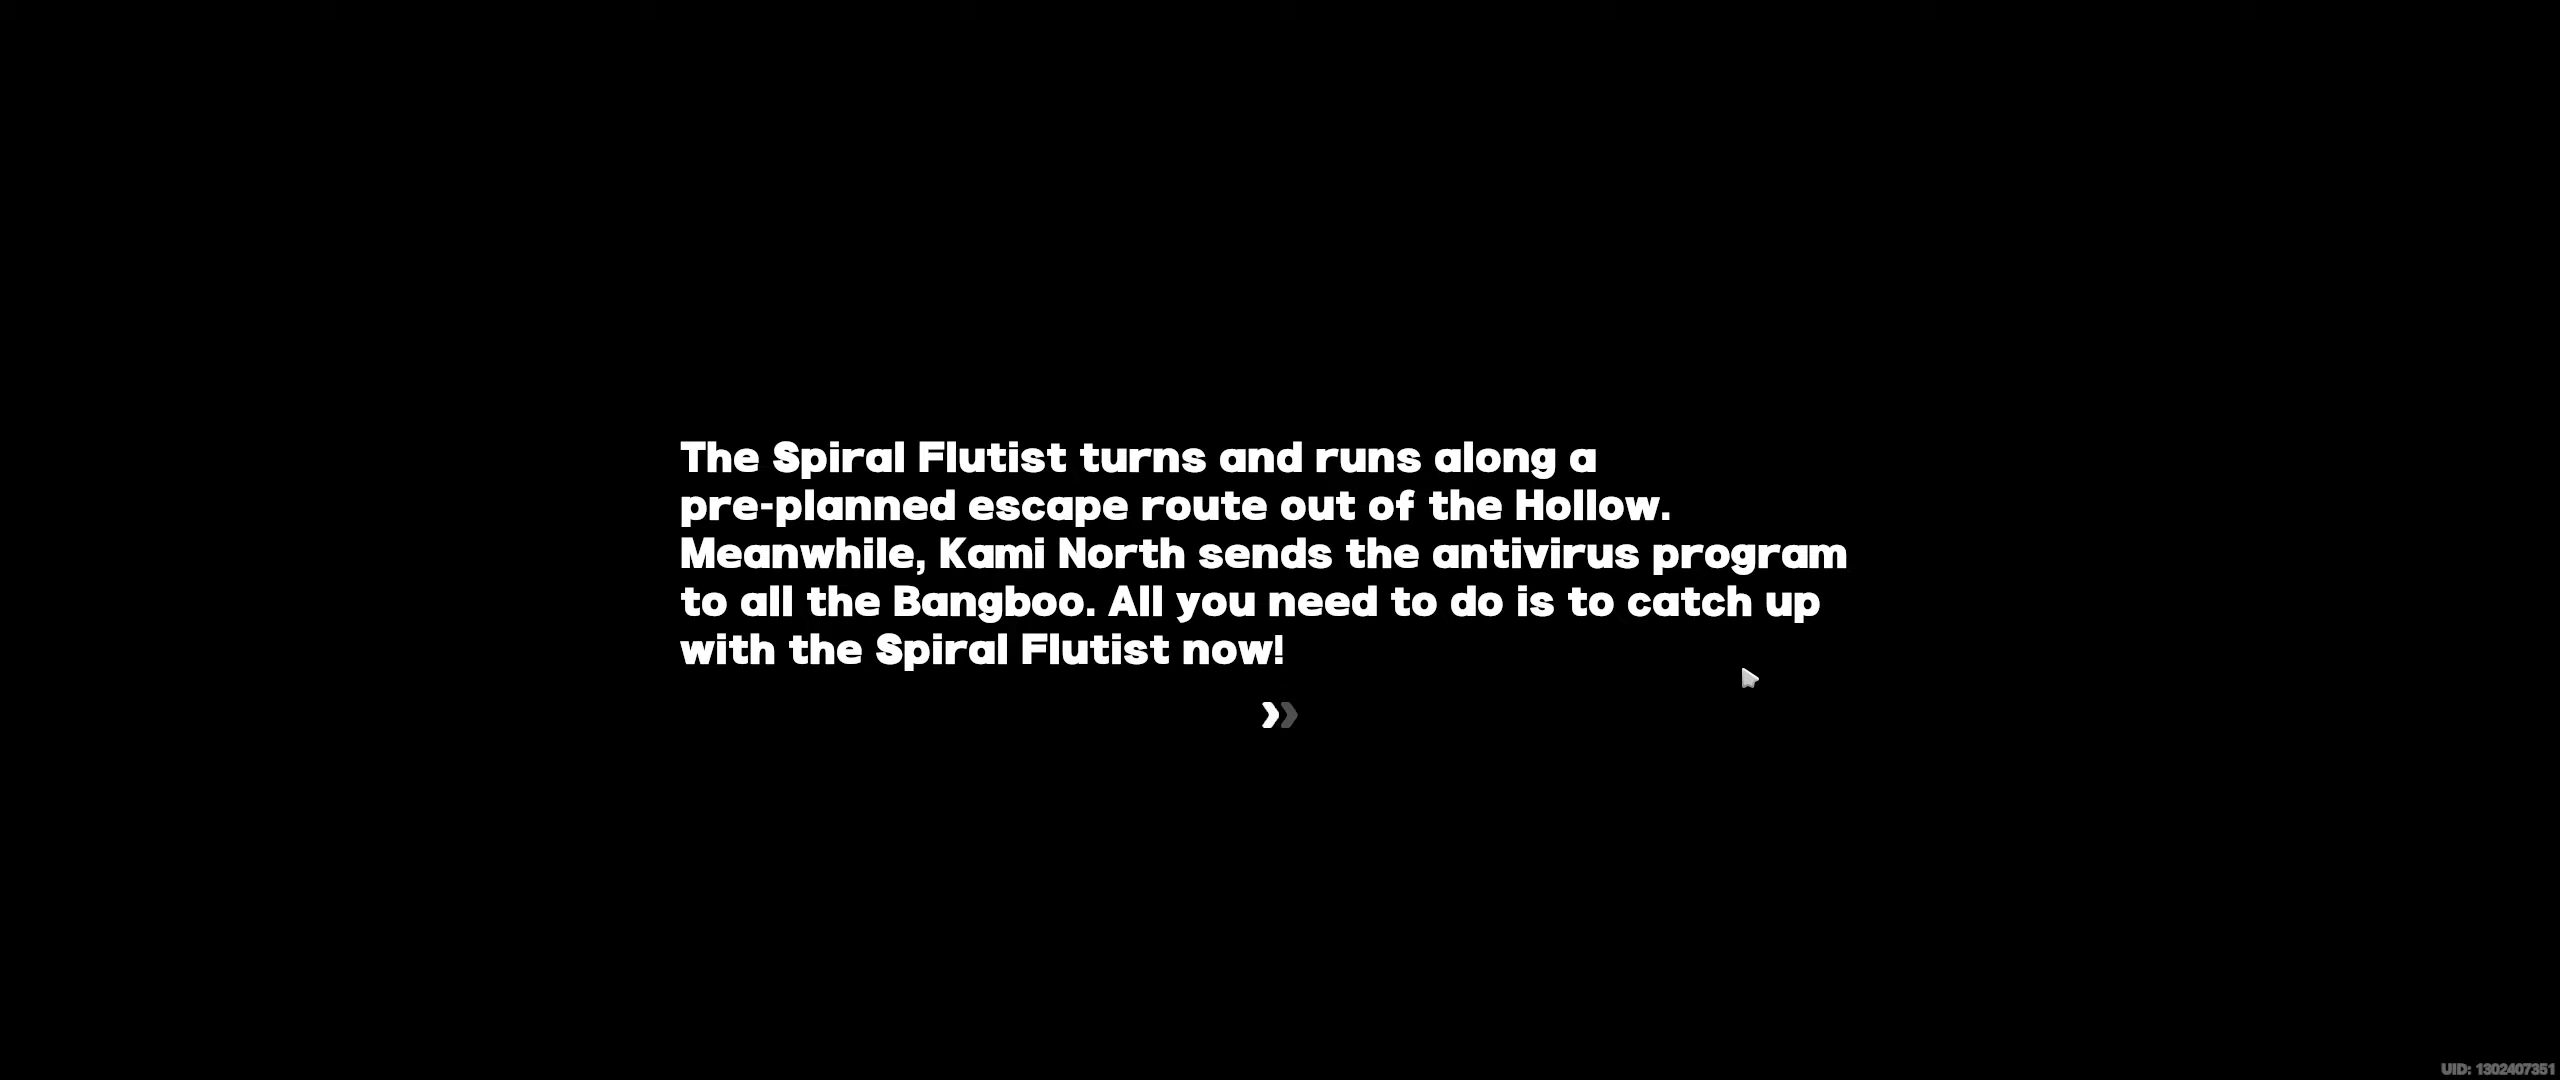 The Spiral Flutist turns and runs along a
pre-planned escape route out of the Hollow.
Meanwhile, Kami North sends the antivirus program
to all the Bangboo. All you need to do is to catch up
with the Spiral Flutist now!
UID: 1302407351